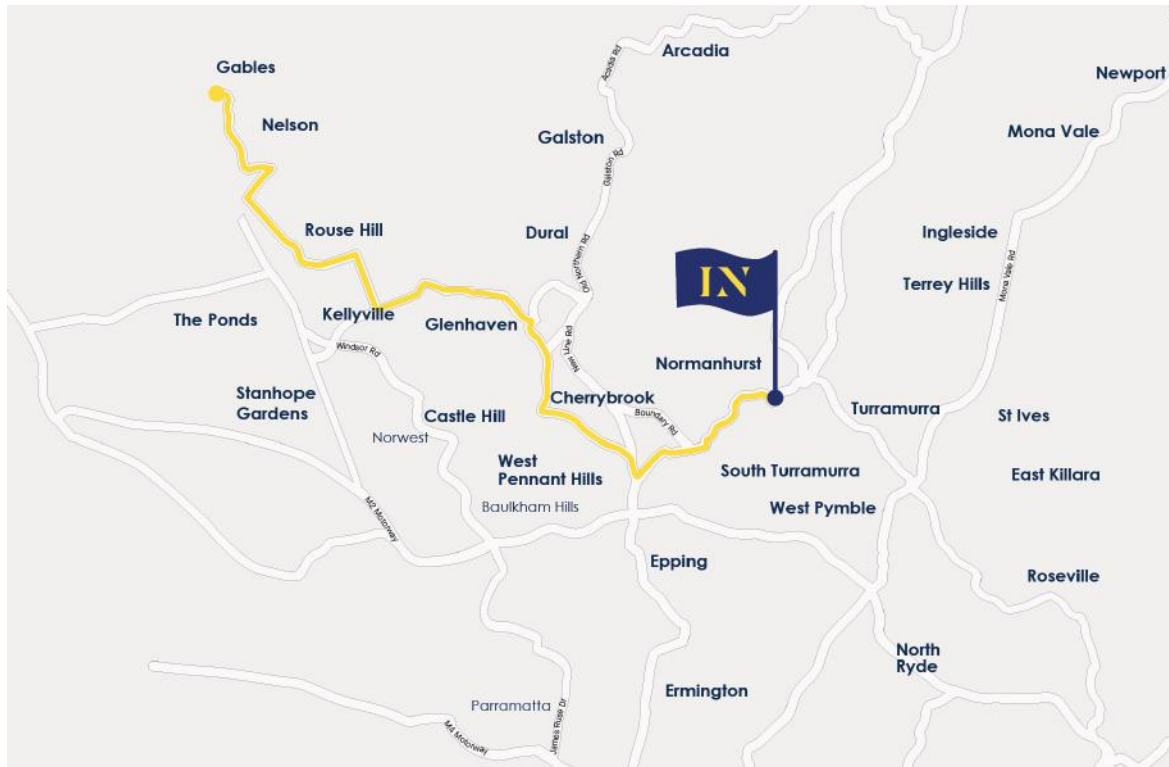 Arcadia
Acadia Rd
Gables
Newport
Nelson
Mona Vale
Galston
Galston Rd
Rouse Hill
Dural
Ingleside
Old Northern Rd
Mona Vale Rd
IN
Terrey Hills
The Ponds
Kellyville
Glenhaven
New Line Rd
Windsor Rd
Normanhurst
Stanhope
Gardens
Cherrybrook
Boundary Rd
Castle Hill
Turramurra
St Ives
Norwest
West
Pennant Hills
South Turramurra
East Killara
Baulkham Hills
West Pymble
M2 Motorway
Epping
Roseville
North
Ryde
Ermington
Parramatta
James Ruse Dr
M4 Motorway